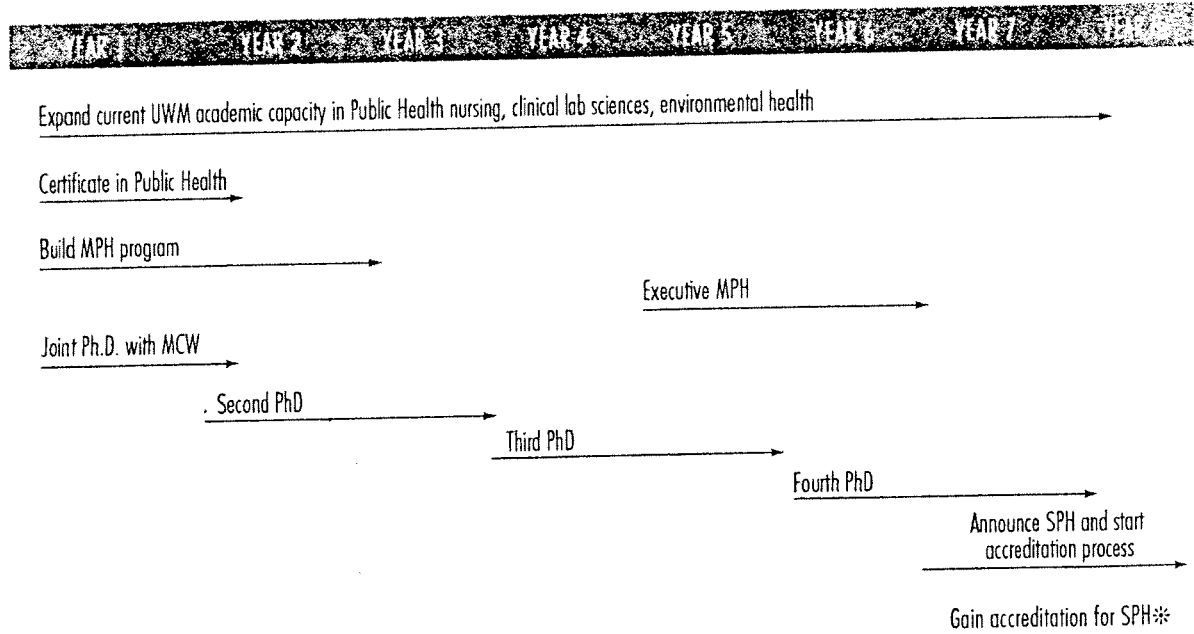 YEAR 1 YEAR 2 YEAR 3 YEAR 4 YEAR 5 YEAR 6 YEAR 7 YEAR
Expand current UWM academic capacity in Public Health nursing, clinical lab sciences, environmental health
Certificate in Public Health
Build MPH program
Executive MPH
Joint Ph.D. with MCW
. Second PhD
Third PhD
Fourth PhD
Announce SPH and start
accreditation process
Gain accreditation for SPH※